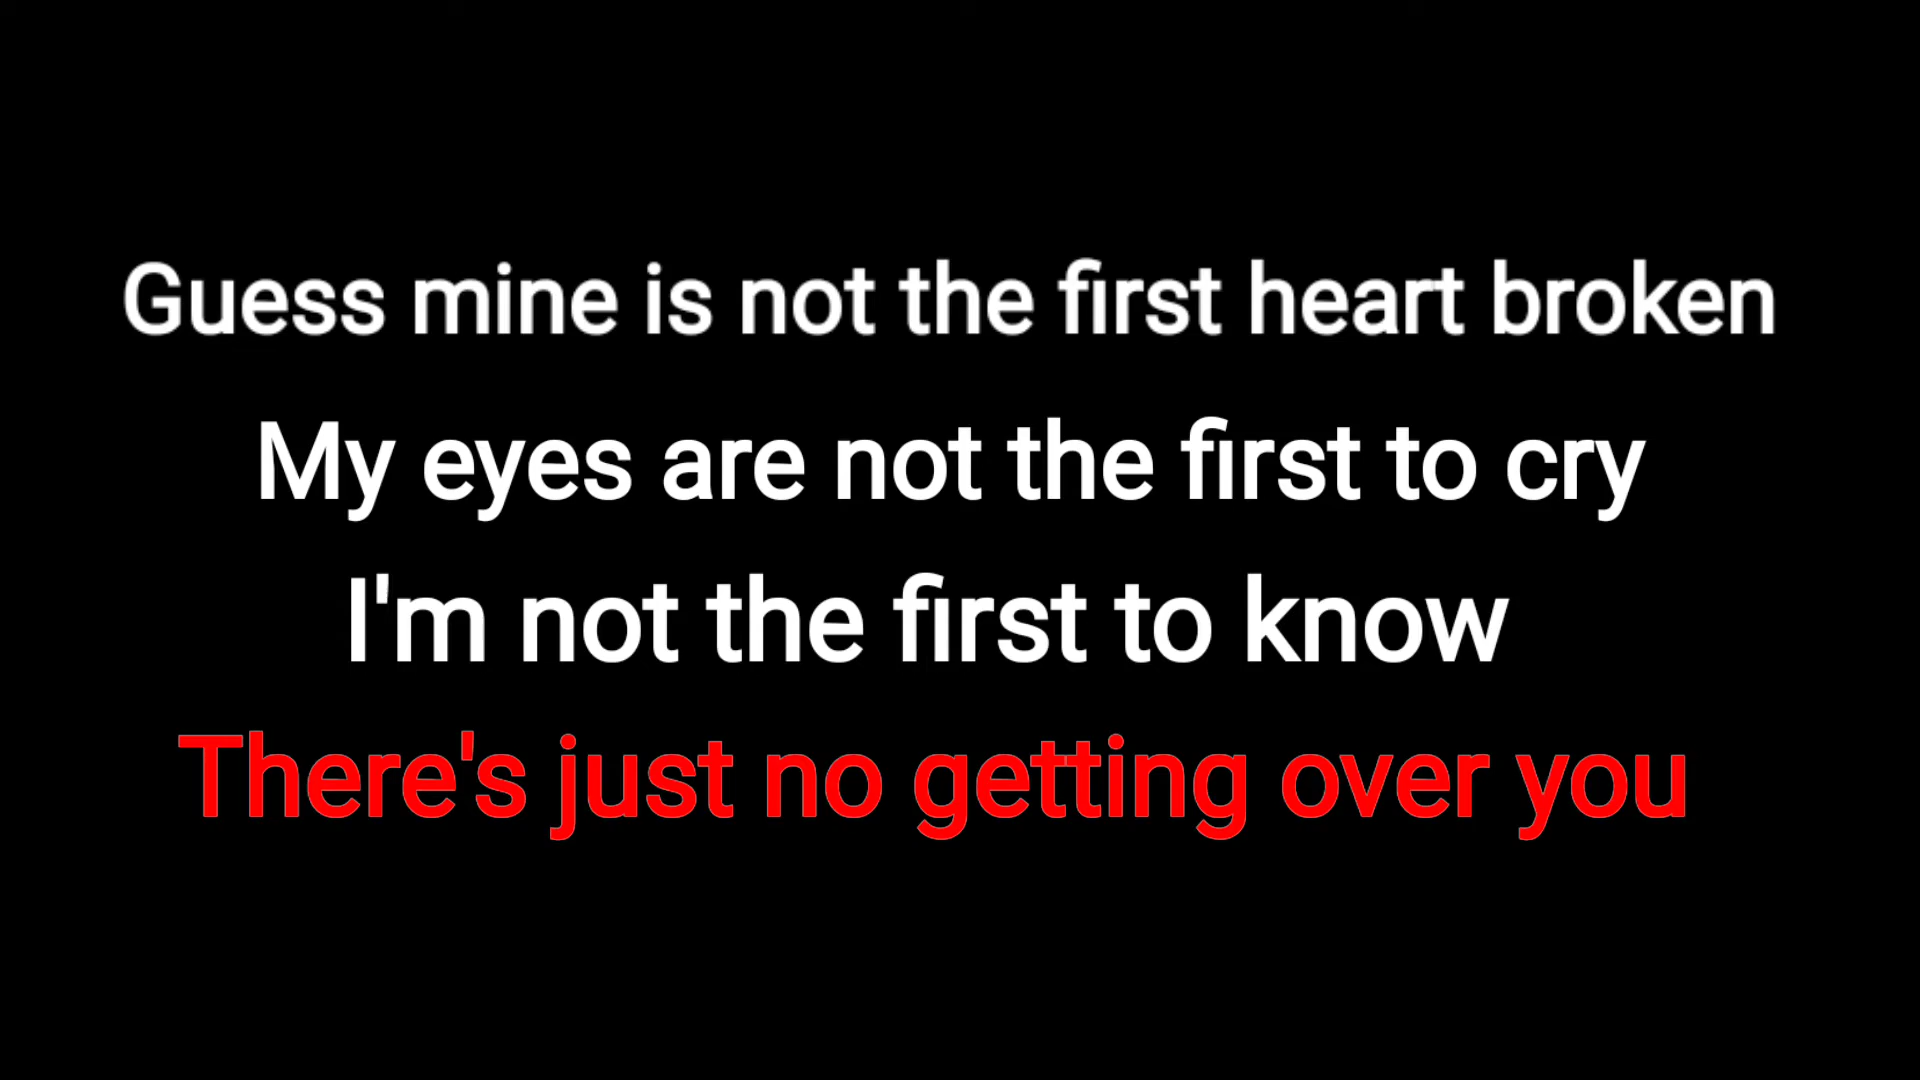 Guess mine is not the first heart broken
My eyes are not the first to cry
I'm not the first to know
There's just no getting over you